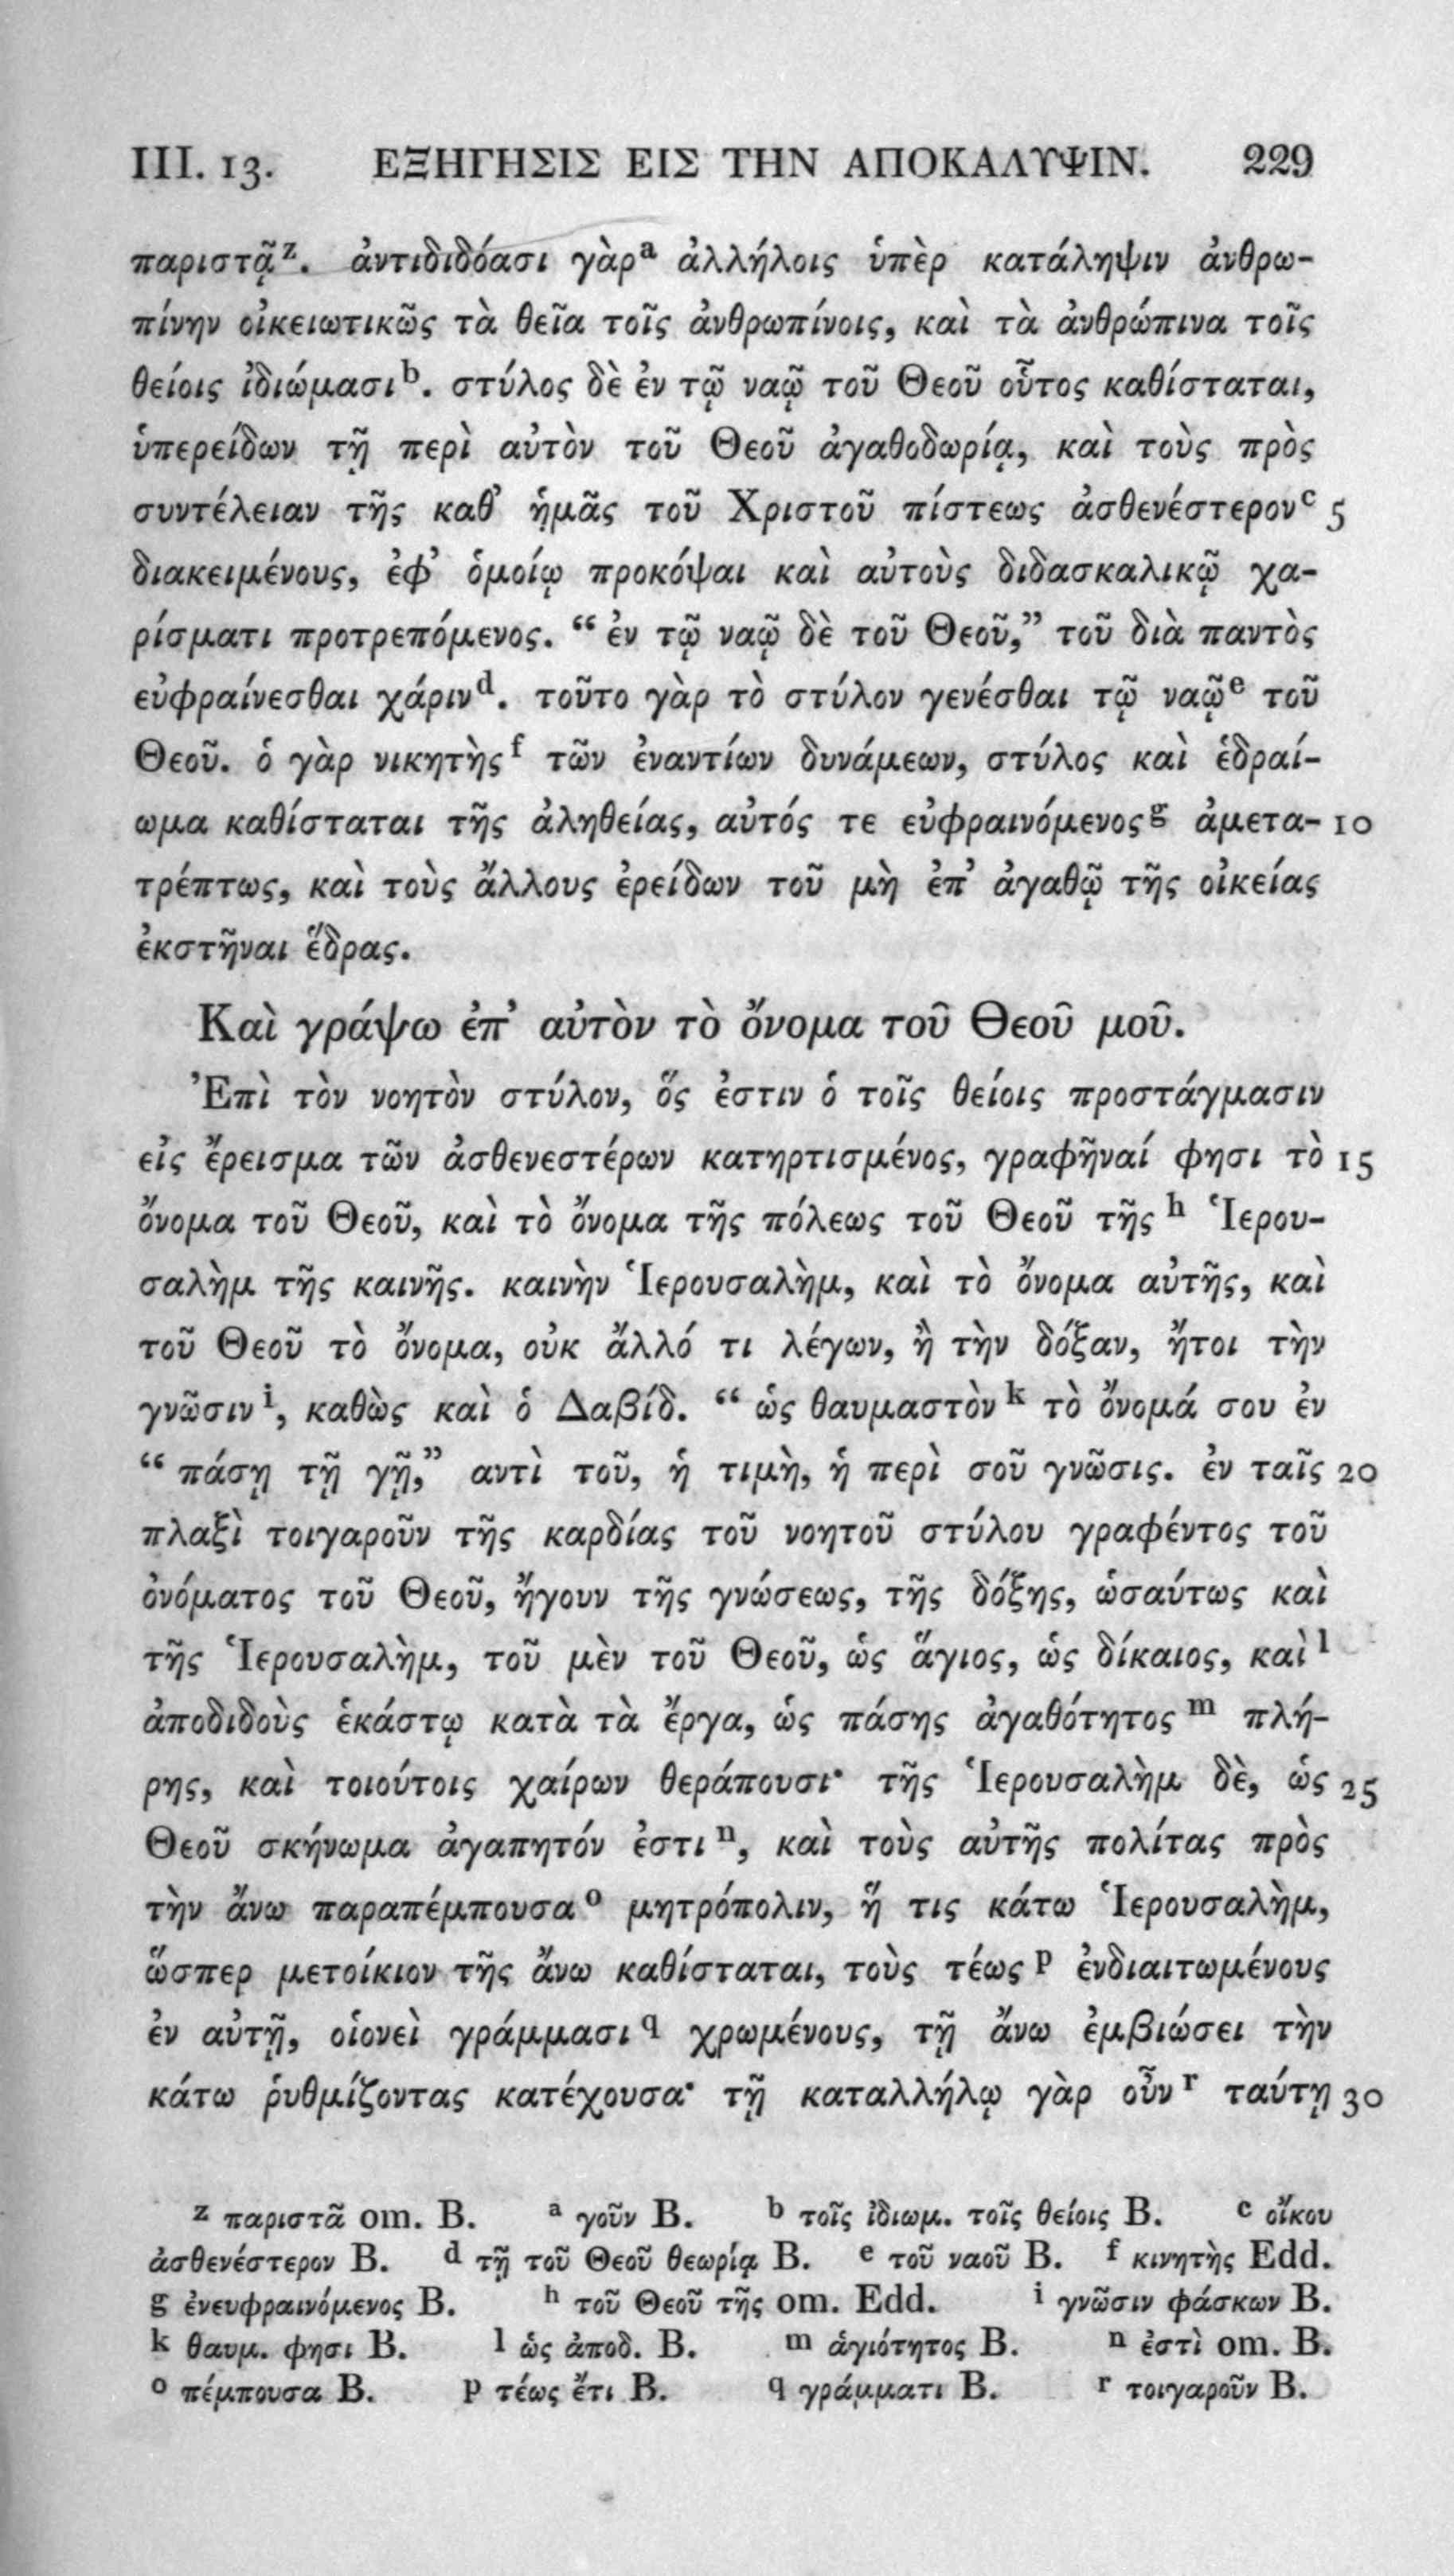 III. 13. ΕΞΗΓΗΣΙΣ ΕΙΣ ΤΗΝ ΑΠΟΚΑΛΥΨΙΝ. 229
παριστᾷ z. ἀντιδιδόασι γὰρ a ἀλλήλοις ὑπὲρ κατάληψιν ἀνθρω-
πίνην οἰκειωτικῶς τὰ θεῖα τοῖς ἀνθρωπίνοις, καὶ τὰ ἀνθρώπινα τοῖς
θείοις ἰδιώμασι b. στύλος δὲ ἐν τῷ ναῷ τοῦ Θεοῦ οὗτος καθίσταται,
ὑπερείδων τῇ περὶ αὐτὸν τοῦ Θεοῦ ἀγαθοδωρίᾳ, καὶ τοὺς πρὸς
συντέλειαν τῆς καθ’ ἡμᾶς τοῦ Χριστοῦ πίστεως ἀσθενέστερον c 5
διακειμένους, ἐφ’ ὁμοίῳ προκόψαι καὶ αὐτοὺς διδασκαλικῷ χα-
ρίσματι προτρεπόμενος. “ ἐν τῷ ναῷ δὲ τοῦ Θεοῦ,” τοῦ διὰ παντὸς
εὐφραίνεσθαι χάριν d. τοῦτο γὰρ τὸ στύλον γενέσθαι τῷ ναῷ e τοῦ
Θεοῦ. ὁ γὰρ νικητὴς f τῶν ἐναντίων δυνάμεων, στύλος καὶ ἑδραί-
ωμα καθίσταται τῆς ἀληθείας, αὐτός τε εὐφραινόμενος g ἀμετα- 10
τρέπτως, καὶ τοὺς ἄλλους ἐρείδων τοῦ μὴ ἐπ’ ἀγαθῷ τῆς οἰκείας
ἐκστῆναι ἕδρας.
Καὶ γράψω ἐπ’ αὐτὸν τὸ ὄνομα τοῦ Θεοῦ μοῦ.
Ἐπὶ τὸν νοητὸν στύλον, ὅς ἐστιν ὁ τοῖς θείοις προστάγμασιν
εἰς ἔρεισμα τῶν ἀσθενεστέρων κατηρτισμένος, γραφῆναί φησι τὸ 15
ὄνομα τοῦ Θεοῦ, καὶ τὸ ὄνομα τῆς πόλεως τοῦ Θεοῦ τῆς h Ἱερου-
σαλὴμ τῆς καινῆς. καινὴν Ἱερουσαλὴμ, καὶ τὸ ὄνομα αὐτῆς, καὶ
τοῦ Θεοῦ τὸ ὄνομα, οὐκ ἄλλό τι λέγων, ἢ τὴν δόξαν, ἤτοι τὴν
γνῶσιν i, καθὼς καὶ ὁ Δαβίδ. “ ὡς θαυμαστὸν k τὸ ὄνομά σου ἐν
“ πάσῃ τῇ γῇ,” αντὶ τοῦ, ἡ τιμὴ, ἡ περὶ σοῦ γνῶσις. ἐν ταῖς 20
πλαξὶ τοιγαροῦν τῆς καρδίας τοῦ νοητοῦ στύλου γραφέντος τοῦ
ὀνόματος τοῦ Θεοῦ, ἤγουν τῆς γνώσεως, τῆς δόξης, ὡσαύτως καὶ
τῆς Ἱερουσαλὴμ, τοῦ μὲν τοῦ Θεοῦ, ὡς ἅγιος, ὡς δίκαιος, καὶ l
ἀποδιδοὺς ἑκάστῳ κατὰ τὰ ἔργα, ὡς πάσης ἀγαθότητος m πλή-
ρης, καὶ τοιούτοις χαίρων θεράπουσι· τῆς Ἱερουσαλὴμ δὲ, ὡς 25
Θεοῦ σκήνωμα ἀγαπητόν ἐστι n, καὶ τοὺς αὐτῆς πολίτας πρὸς
τὴν ἄνω παραπέμπουσα o μητρόπολιν, ἥ τις κάτω Ἱερουσαλὴμ,
ὥσπερ μετοίκιον τῆς ἄνω καθίσταται, τοὺς τέως p ἐνδιαιτωμένους
ἐν αὐτῇ, οἱονεὶ γράμμασι q χρωμένους, τῇ ἄνω ἐμβιώσει τὴν
κάτω ῥυθμίζοντας κατέχουσα· τῇ καταλλήλῳ γὰρ οὖν r ταύτῃ 30
z παριστᾶ om. B. a γοῦν B. b τοῖς ἰδιωμ. τοῖς θείοις B. c οἴκου
ἀσθενέστερον B. d τῇ τοῦ Θεοῦ θεωρίᾳ B. e τοῦ ναοῦ B. f κινητὴς Edd.
g ἐνευφραινόμενος B. h τοῦ Θεοῦ τῆς om. Edd. i γνῶσιν φάσκων B.
k θαυμ. φησι B. l ὡς ἀποδ. B. m ἁγιότητος B. n ἐστὶ om. B.
o πέμπουσα B. p τέως ἔτι B. q γράμματι B. r τοιγαροῦν B.